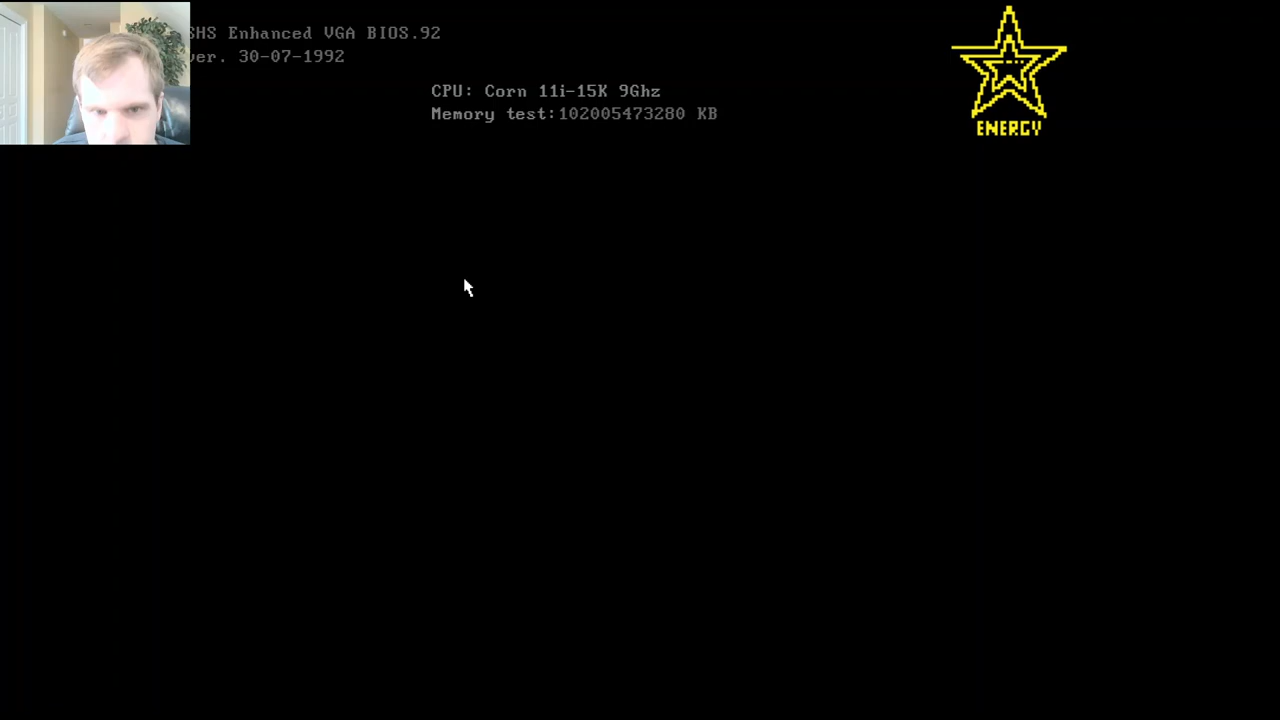 SHS Enhanced VGA BIOS.92
ver. 30-07-1992
CPU: Corn 11i-15K 9Ghz
Memory test:102005473280 KB
ENERGY